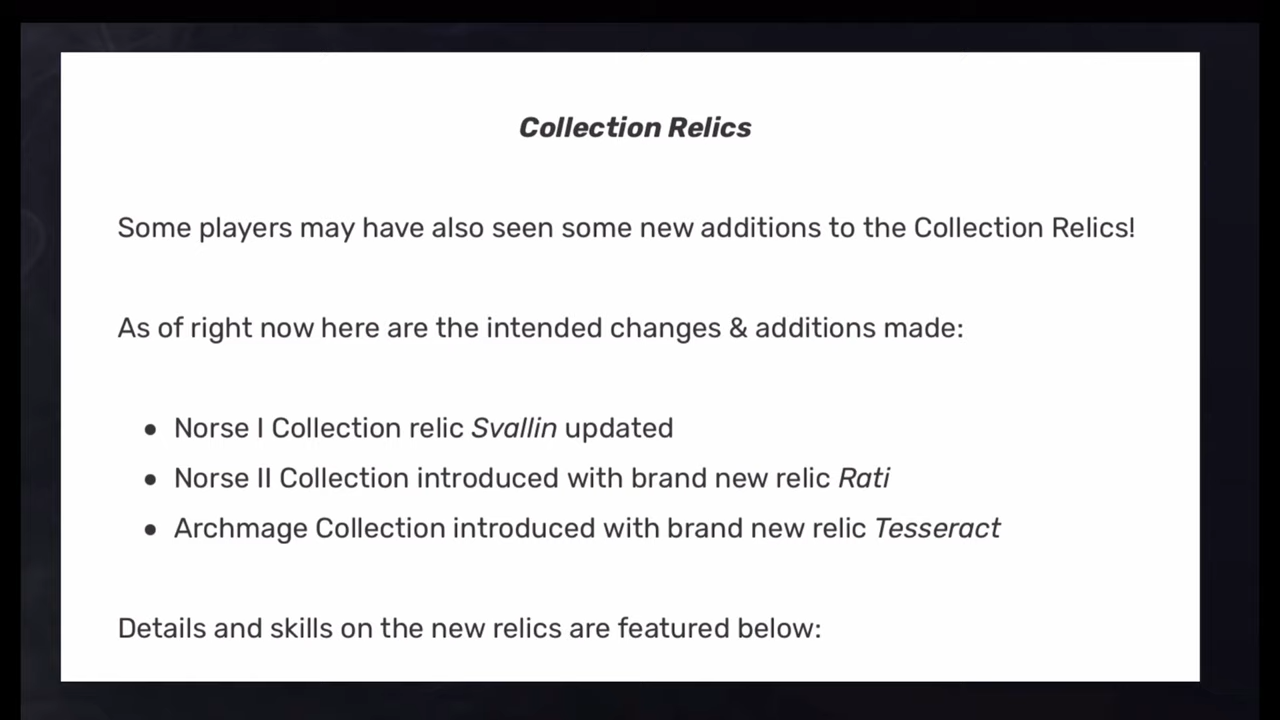 Collection Relics
Some players may have also seen some new additions to the Collection Relics!
As of right now here are the intended changes & additions made:
● Norse I Collection relic Svallin updated
● Norse II Collection introduced with brand new relic Rati
● Archmage Collection introduced with brand new relic Tesseract
Details and skills on the new relics are featured below: